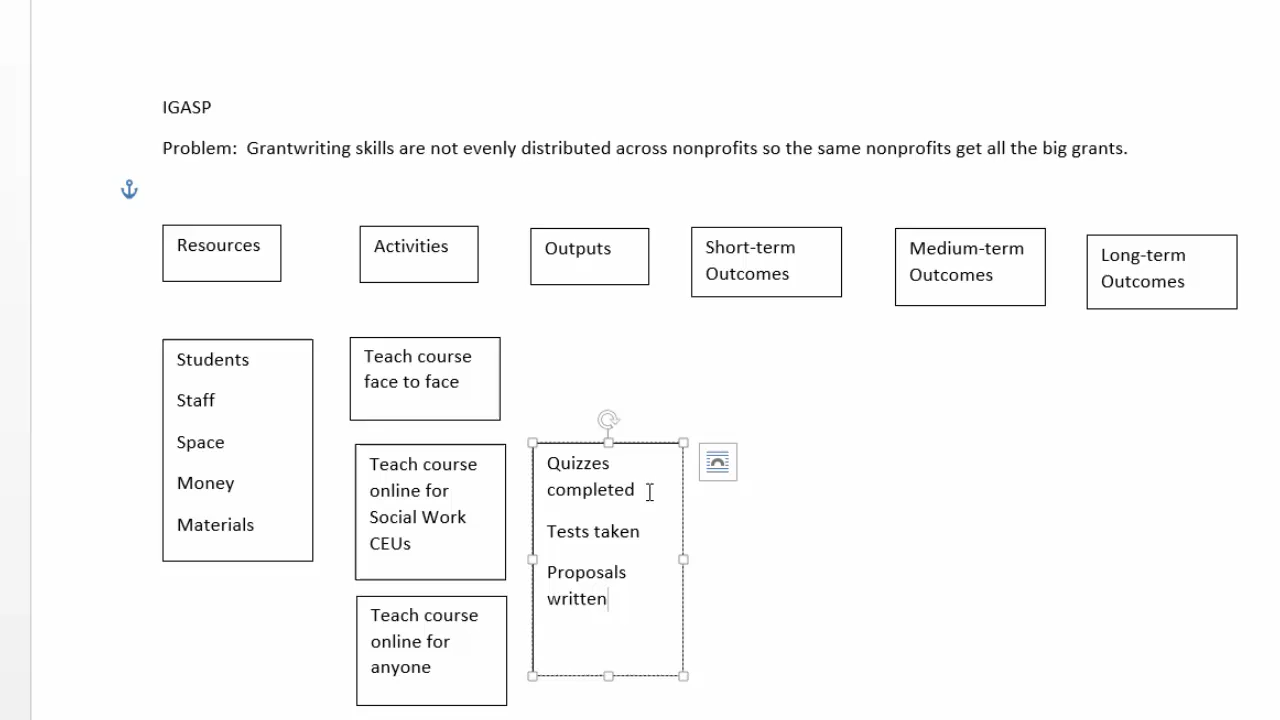 IGASP
Problem:  Grantwriting skills are not evenly distributed across nonprofits so the same nonprofits get all the big grants.
Resources
Activities
Outputs
Short-term
Outcomes
Medium-term
Outcomes
Long-term
Outcomes
Students
Staff
Space
Money
Materials
Teach course
face to face
Teach course
online for
Social Work
CEUs
Teach course
online for
anyone
Quizzes
completed
Tests taken
Proposals
written